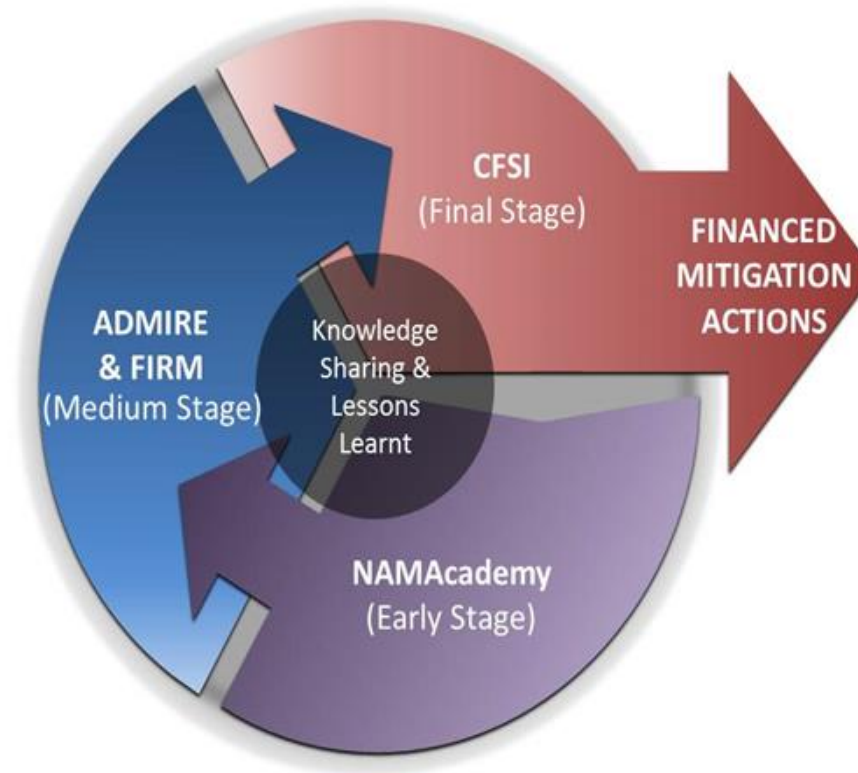 CFSI
(Final Stage)
FINANCED
MITIGATION
ACTIONS
ADMIRE
& FIRM
(Medium Stage)
Knowledge
Sharing &
Lessons
Learnt
NAMAcademy
(Early Stage)